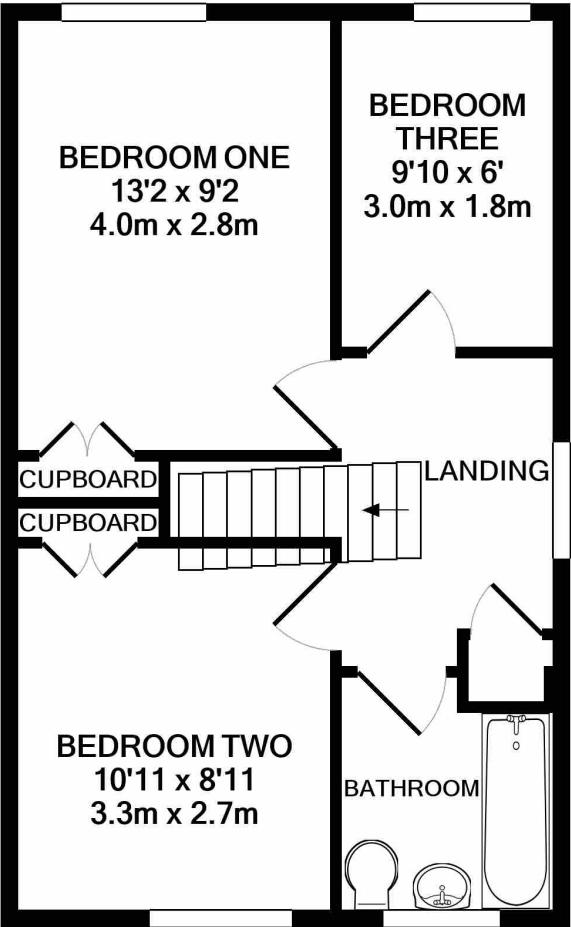 BEDROOM ONE
13'2 x 9'2
4.0m x 2.8m
BEDROOM
THREE
9'10 x 6'
3.0m x 1.8m
CUPBOARD
CUPBOARD
LANDING
BEDROOM TWO
10'11 x 8'11
3.3m x 2.7m
BATHROOM